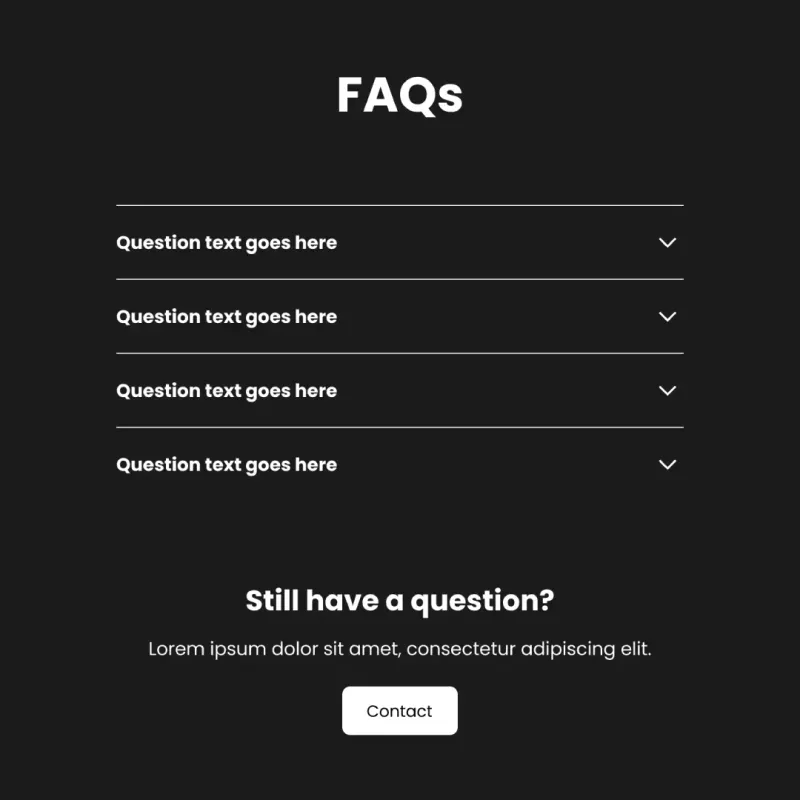 FAQs
Question text goes here
Question text goes here
Question text goes here
Question text goes here
Still have a question?
Lorem ipsum dolor sit amet, consectetur adipiscing elit.
Contact